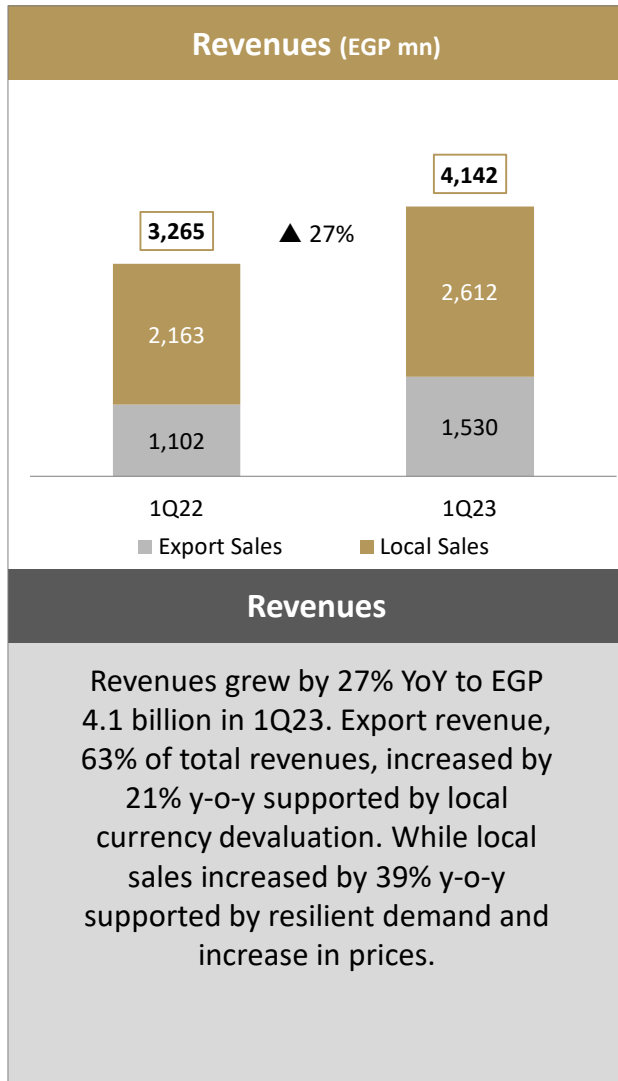 Revenues (EGP mn)
4,142
3,265
▲ 27%
2,612
2,163
1,530
1,102
1Q22
1Q23
Export Sales
Local Sales
Revenues
Revenues grew by 27% YoY to EGP
4.1 billion in 1Q23. Export revenue,
63% of total revenues, increased by
21% y-o-y supported by local
currency devaluation. While local
sales increased by 39% y-o-y
supported by resilient demand and
increase in prices.